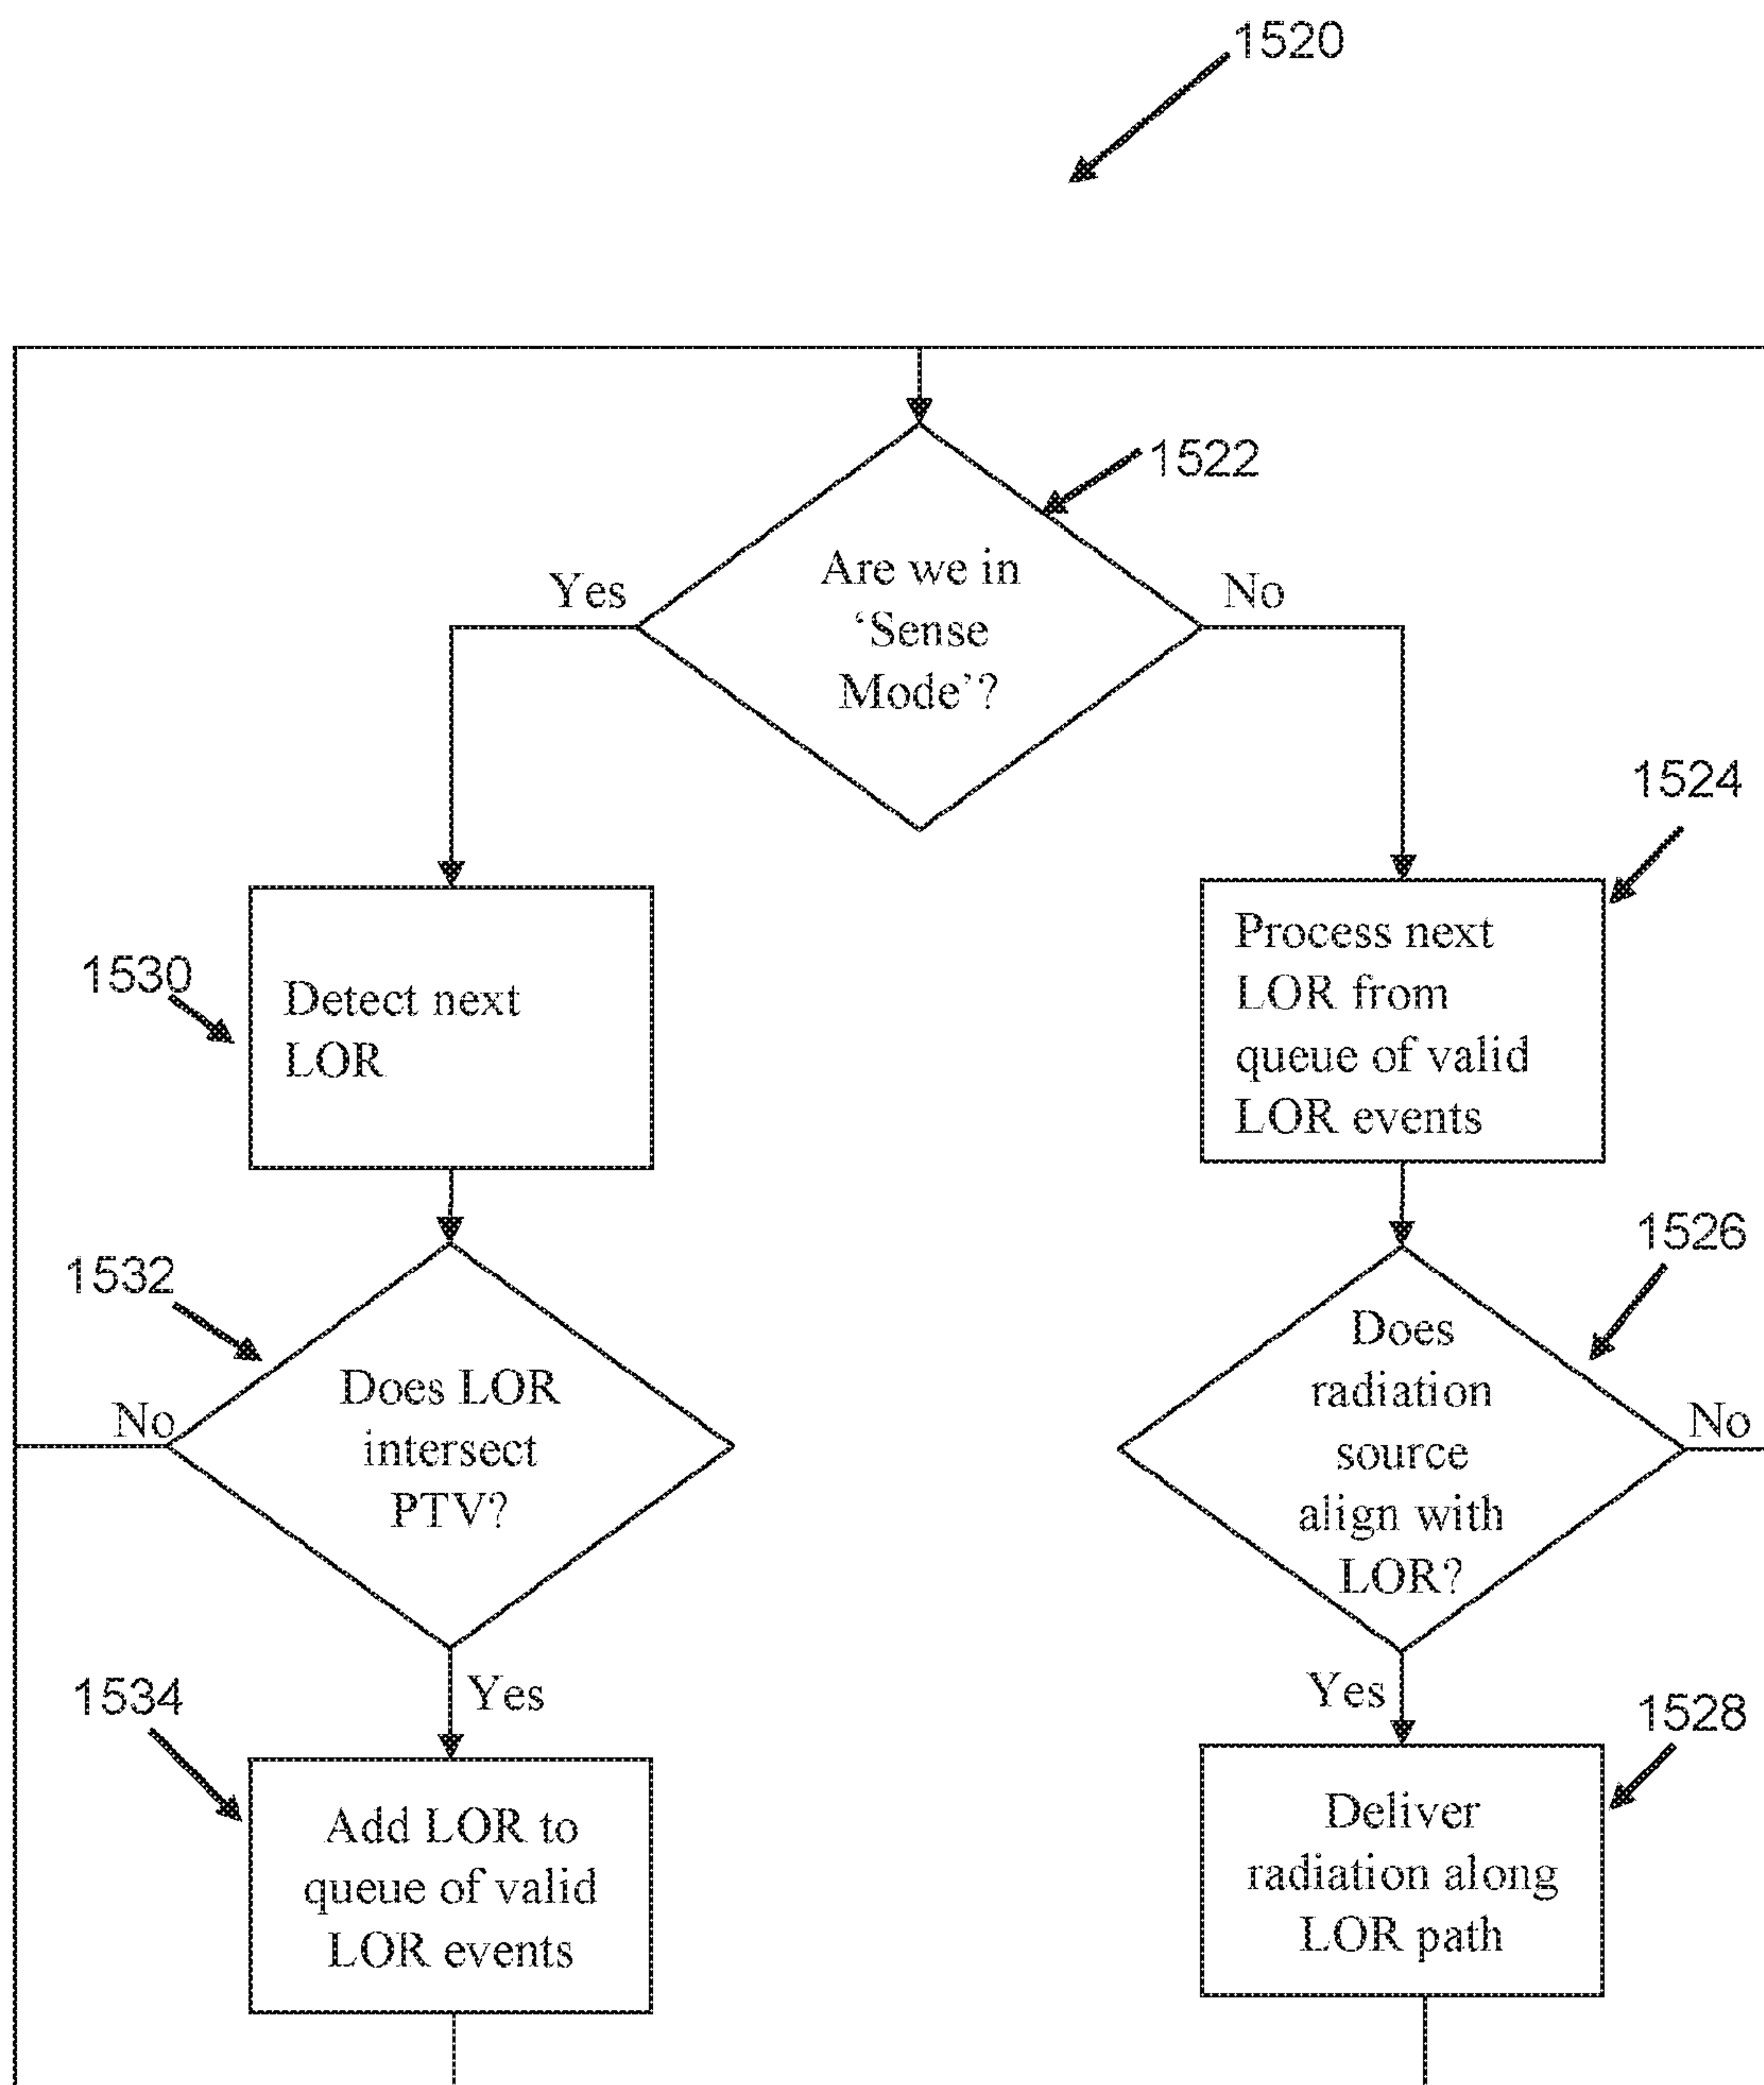 1520
1522
Are we in
‘Sense
Mode’?
Yes
No
1524
Process next
LOR from
queue of valid
LOR events
1530
Detect next
LOR
1532
Does LOR
intersect
PTV?
No
Yes
1526
Does
radiation
source
align with
LOR?
No
Yes
1534
Add LOR to
queue of valid
LOR events
1528
Deliver
radiation along
LOR path